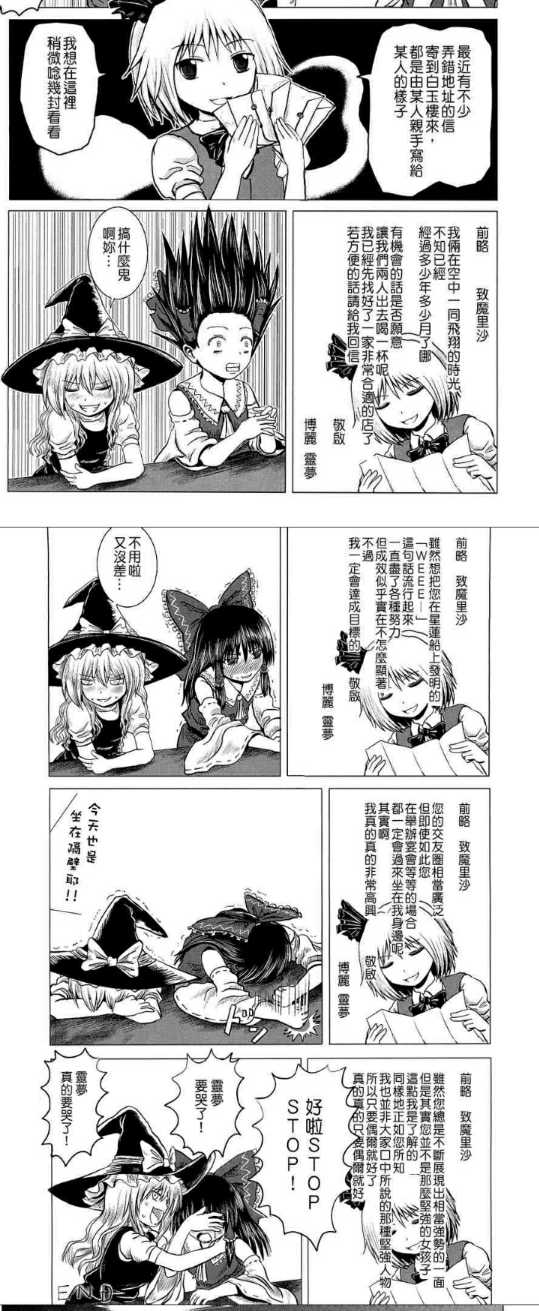 最近有不少
弄錯地址的信
寄到白玉樓來，
都是由某人親手寫給
某人的樣子
我想在這裡
稍微唸幾封看看
前略　致魔里沙
我倆在空中一同飛翔的時光，
不知已經
經過多少年多少月了哪
有機會的話是否願意
讓我們兩人出去喝一杯呢
我已經先找好了一家非常合適的店了
若方便的話請給我回信
敬啟
博麗　靈夢
搞什麼鬼
啊妳…
前略　致魔里沙
雖然想把您在星蓮船上發明的，
「WEEE—」
這句話流行起來
一直盡了各種努力
但成效似乎實在不怎麼顯著
不過
我一定會達成目標的
敬啟
博麗　靈夢
不用啦
又沒差…
前略　致魔里沙
您的交友圈相當廣泛
但即使如此您
在舉辦宴會等等的場合
都一定會過來坐在我身邊呢
其實啊
我真的真的非常高興
敬啟
博麗　靈夢
今天也是
坐在隔壁耶!!
ドン
前略　致魔里沙
雖然您總是不斷展現出相當強勢的一面
但是其實您並不是那麼堅強的女孩子
這點我是了解的
同樣地正如您所知
我也並非大家口中所說的那種堅強人物
所以只要偶爾就好了
真的真的只要偶爾就好
好啦STOP
STOP！
靈夢
要哭了！
靈夢
真的要哭了！
END